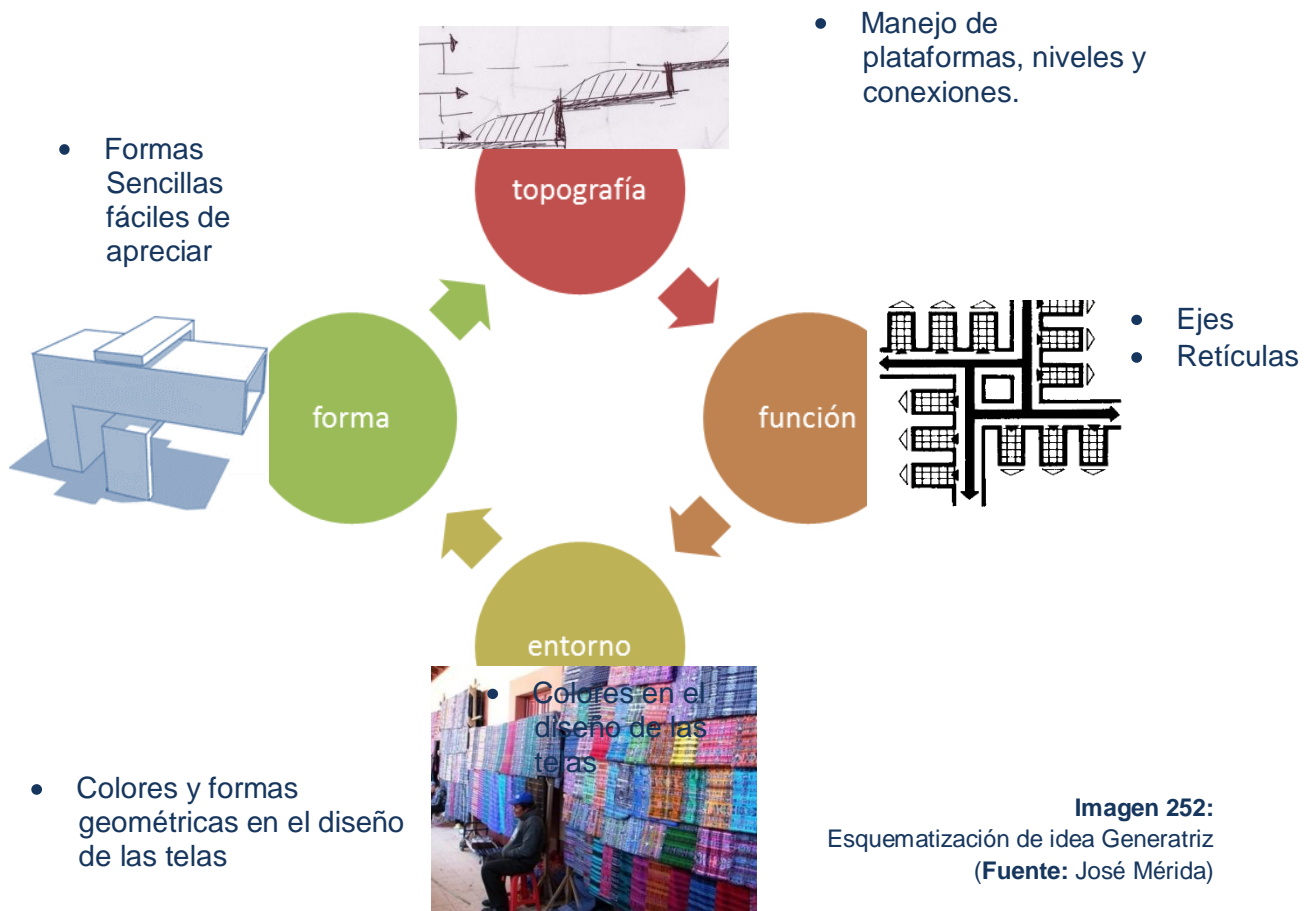 • Manejo de
plataformas, niveles y
conexiones.
• Formas
Sencillas
fáciles de
apreciar
topografía
forma
función
• Ejes
• Retículas
entorno
• Colores en el
diseño de las
telas
• Colores y formas
geométricas en el diseño
de las telas
Imagen 252:
Esquematización de idea Generatriz
(Fuente: José Mérida)